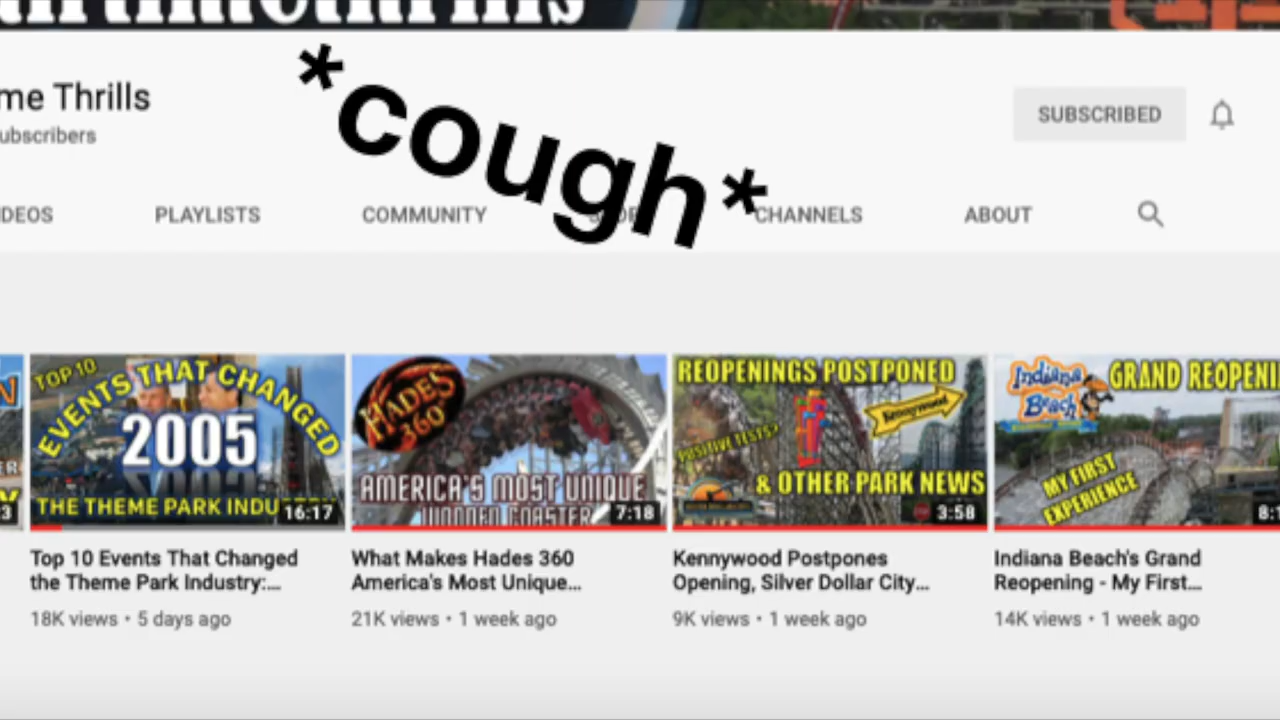 me Thrills
ubscribers
SUBSCRIBED
*cough*
DEOS
PLAYLISTS
COMMUNITY
CHANNELS
ABOUT
TOP 10
EVENTS THAT CHANGED
2005
THE THEME PARK INDU
16:17
HADES
360
AMERICA'S MOST UNIQUE
WOODEN COASTER
7:18
REOPENINGS POSTPONED
Kennywood
POSITIVE TESTS?
& OTHER PARK NEWS
3:58
Indiana
Beach
GRAND REOPENI
MY FIRST
EXPERIENCE
8:1
Top 10 Events That Changed
the Theme Park Industry:...
18K views • 5 days ago
What Makes Hades 360
America's Most Unique...
21K views • 1 week ago
Kennywood Postpones
Opening, Silver Dollar City...
9K views • 1 week ago
Indiana Beach's Grand
Reopening - My First...
14K views • 1 week ago